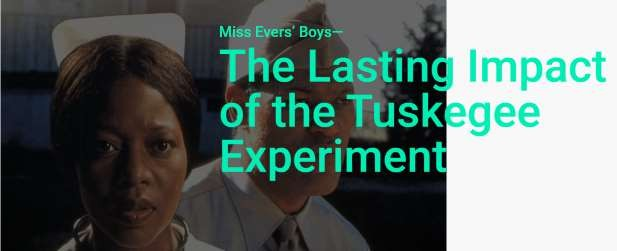 Miss Evers’ Boys—
The Lasting Impact
of the Tuskegee
Experiment